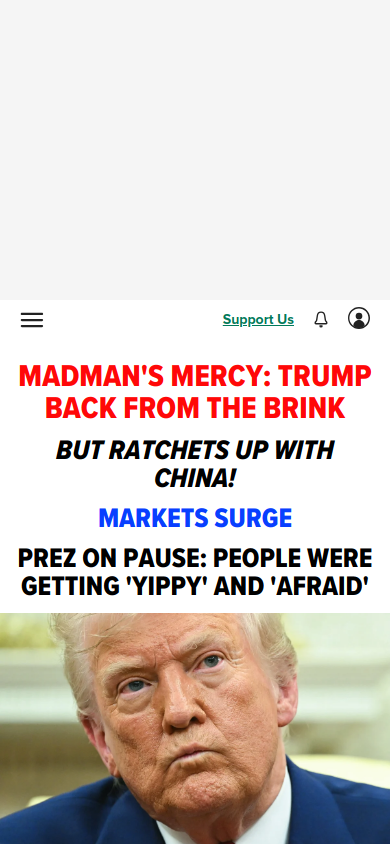 Support Us
MADMAN'S MERCY: TRUMP
BACK FROM THE BRINK
BUT RATCHETS UP WITH
CHINA!
MARKETS SURGE
PREZ ON PAUSE: PEOPLE WERE
GETTING 'YIPPY' AND 'AFRAID'